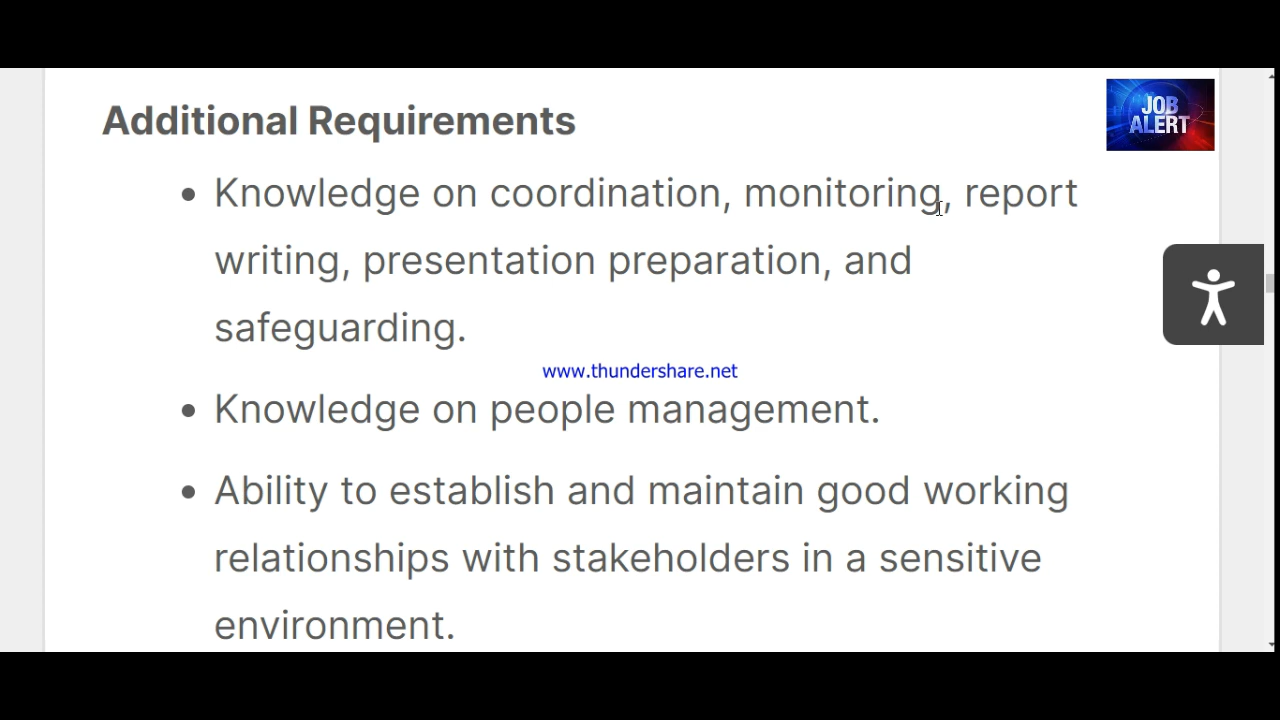 Additional Requirements
JOB
ALERT
• Knowledge on coordination, monitoring, report
writing, presentation preparation, and
safeguarding.
www.thundershare.net
• Knowledge on people management.
• Ability to establish and maintain good working
relationships with stakeholders in a sensitive
environment.